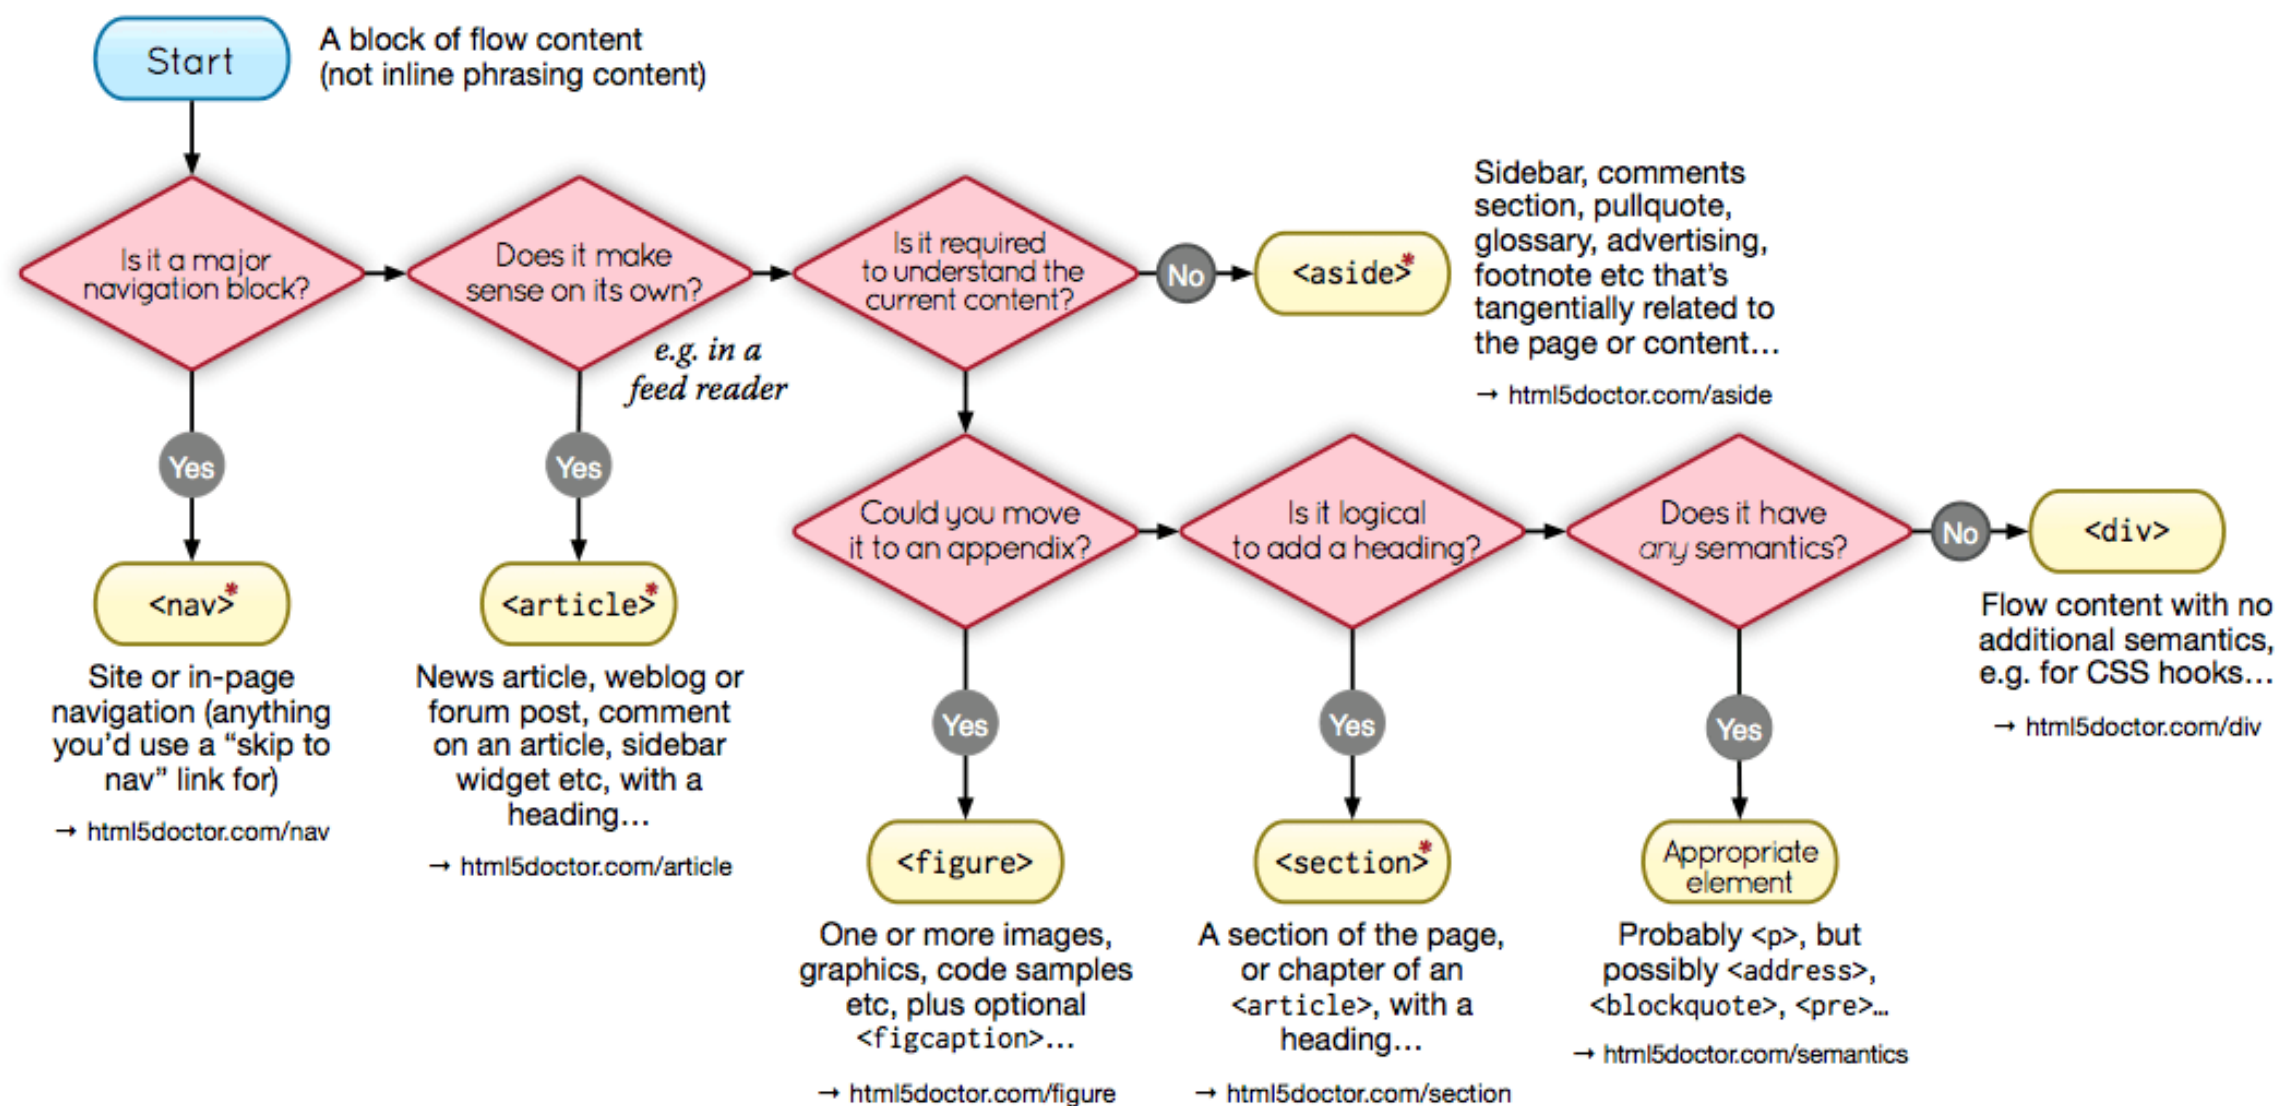 Start
A block of flow content
(not inline phrasing content)
Is it a major
navigation block?
Does it make
sense on its own?
e.g. in a
feed reader
Is it required
to understand the
current content?
No
<aside>*
Sidebar, comments
section, pullquote,
glossary, advertising,
footnote etc that’s
tangentially related to
the page or content…
→ html5doctor.com/aside
Yes
<nav>*
Site or in-page
navigation (anything
you’d use a “skip to
nav” link for)
→ html5doctor.com/nav
Yes
<article>*
News article, weblog or
forum post, comment
on an article, sidebar
widget etc, with a
heading…
→ html5doctor.com/article
Could you move
it to an appendix?
Is it logical
to add a heading?
Does it have
any semantics?
No
<div>
Flow content with no
additional semantics,
e.g. for CSS hooks…
→ html5doctor.com/div
Yes
<figure>
One or more images,
graphics, code samples
etc, plus optional
<figcaption>…
→ html5doctor.com/figure
Yes
<section>*
A section of the page,
or chapter of an
<article>, with a
heading…
→ html5doctor.com/section
Yes
Appropriate
element
Probably <p>, but
possibly <address>,
<blockquote>, <pre>…
→ html5doctor.com/semantics